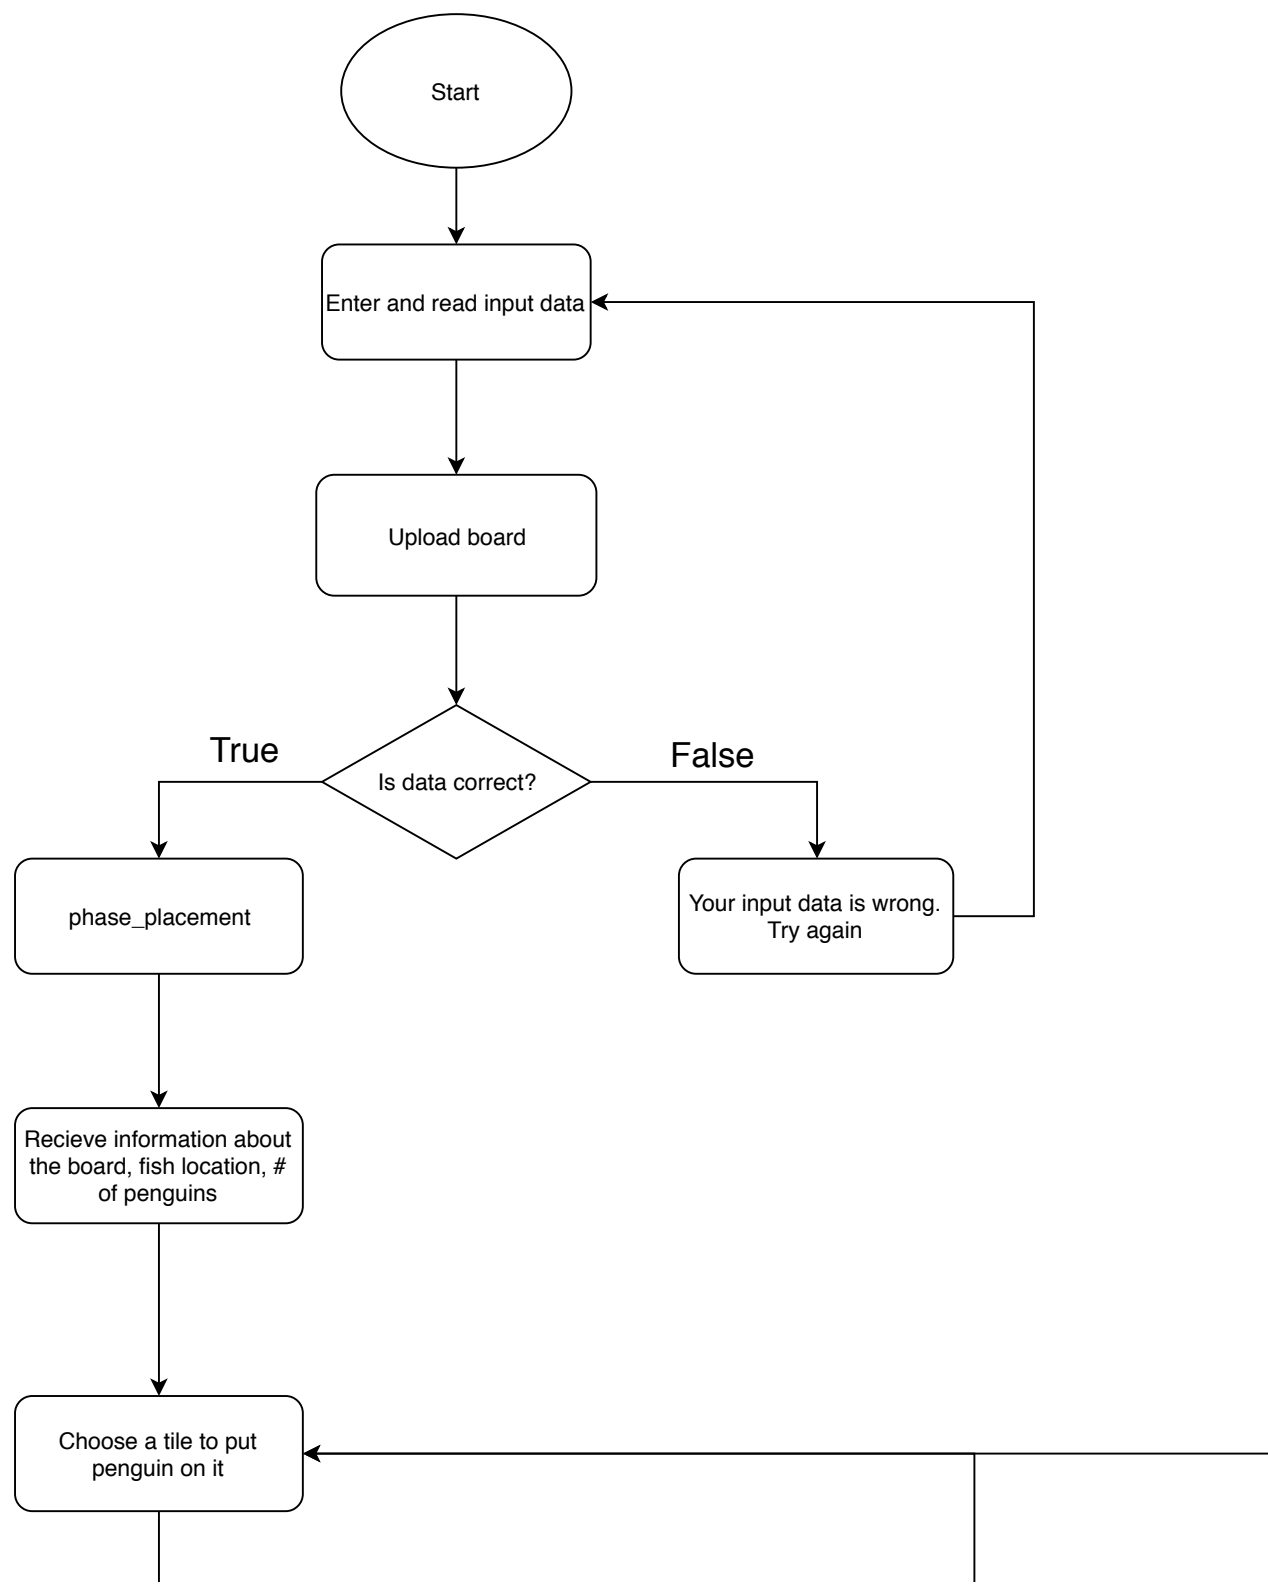 Start
Enter and read input data
Upload board
True
False
Is data correct?
phase_placement
Your input data is wrong.
Try again
Recieve information about
the board, fish location, #
of penguins
Choose a tile to put
penguin on it